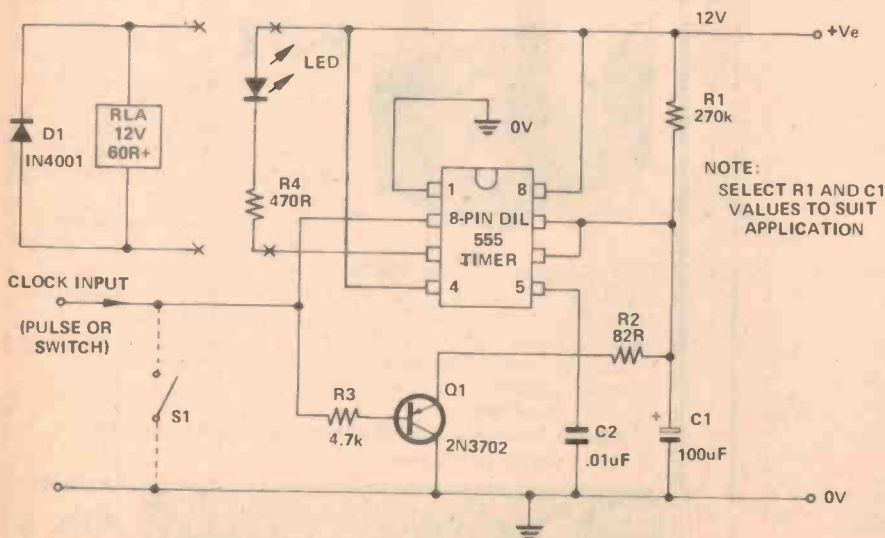 12V
+Ve
LED
R1
270k
D1
IN4001
RLA
12V
60R+
0V
R4
470R
NOTE:
SELECT R1 AND C1
VALUES TO SUIT
APPLICATION
1
8
8-PIN DIL
555
TIMER
4
5
CLOCK INPUT
(PULSE OR
SWITCH)
S1
R2
82R
R3
4.7k
Q1
2N3702
C2
.01uF
+
C1
100uF
0V